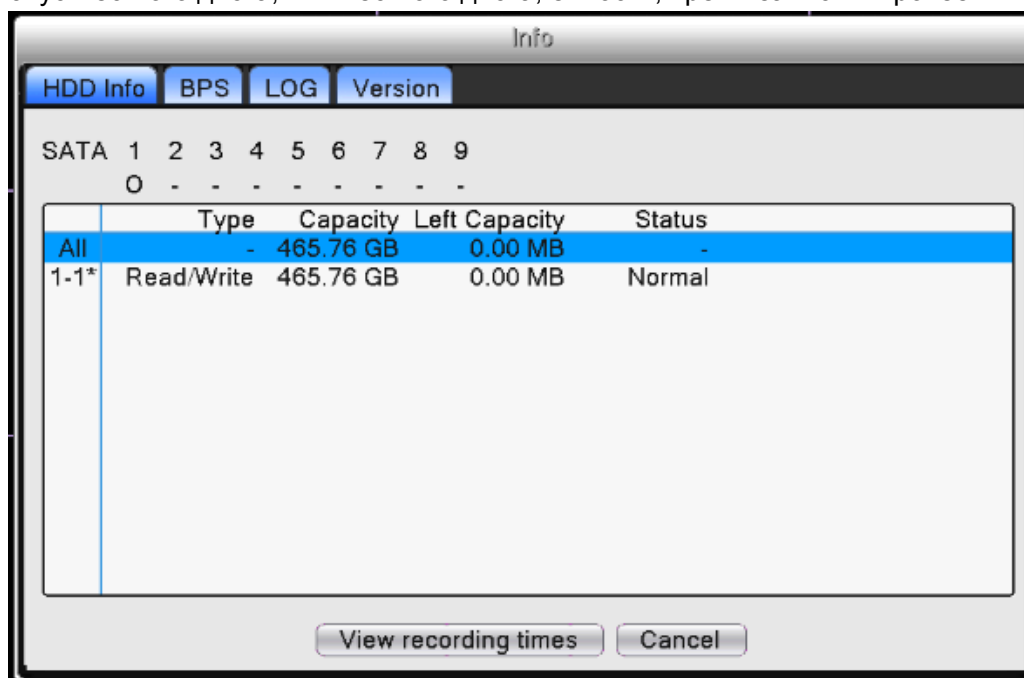 Info
HDD Info BPS LOG Version
SATA 1 2 3 4 5 6 7 8 9
O - - - - - - - -
Type Capacity Left Capacity Status
All - 465.76 GB 0.00 MB -
1-1* Read/Write 465.76 GB 0.00 MB Normal
View recording times Cancel